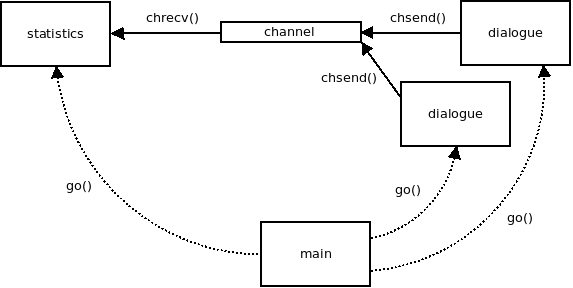 chrecv()
chsend()
statistics
channel
dialogue
chsend()
dialogue
go()
go()
go()
main